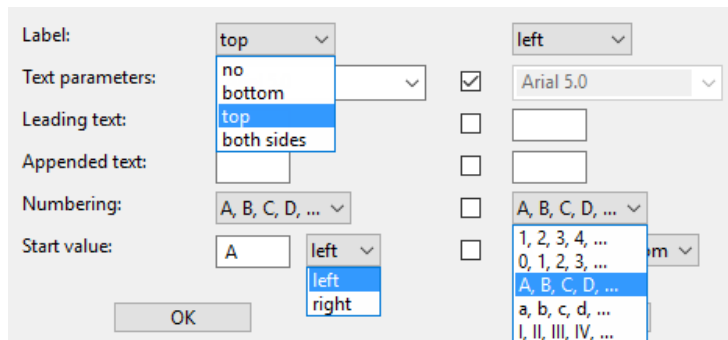 Label: top left
no
Text parameters: Arial 5.0
bottom
Leading text: top
both sides
Appended text:
Numbering: A, B, C, D, ... A, B, C, D, ...
Start value: A left 1, 2, 3, 4, ...
0, 1, 2, 3, ...
left A, B, C, D, ...
right a, b, c, d, ...
OK I, II, III, IV, ...